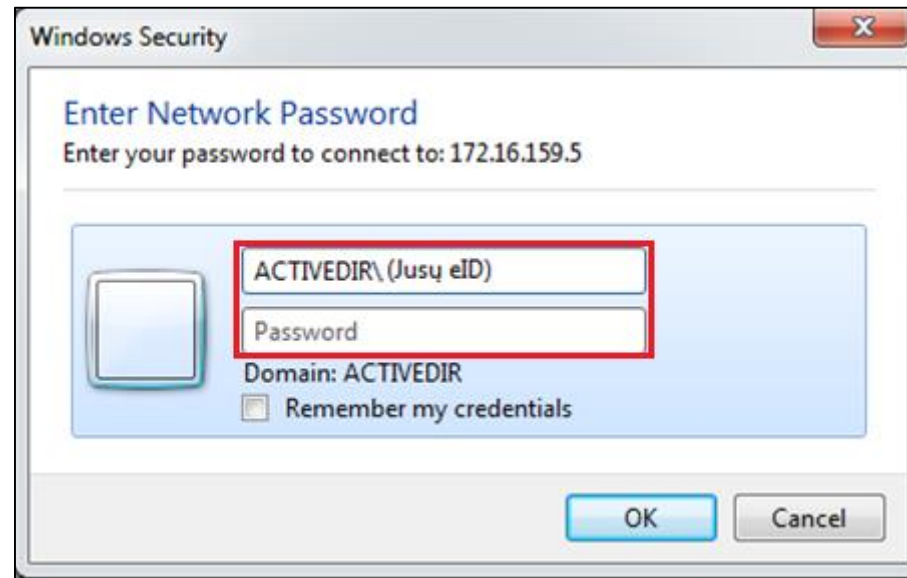 Windows Security
Enter Network Password
Enter your password to connect to: 172.16.159.5
ACTIVEDIR\ (Jusų eID)
Password
Domain: ACTIVEDIR
Remember my credentials
OK
Cancel